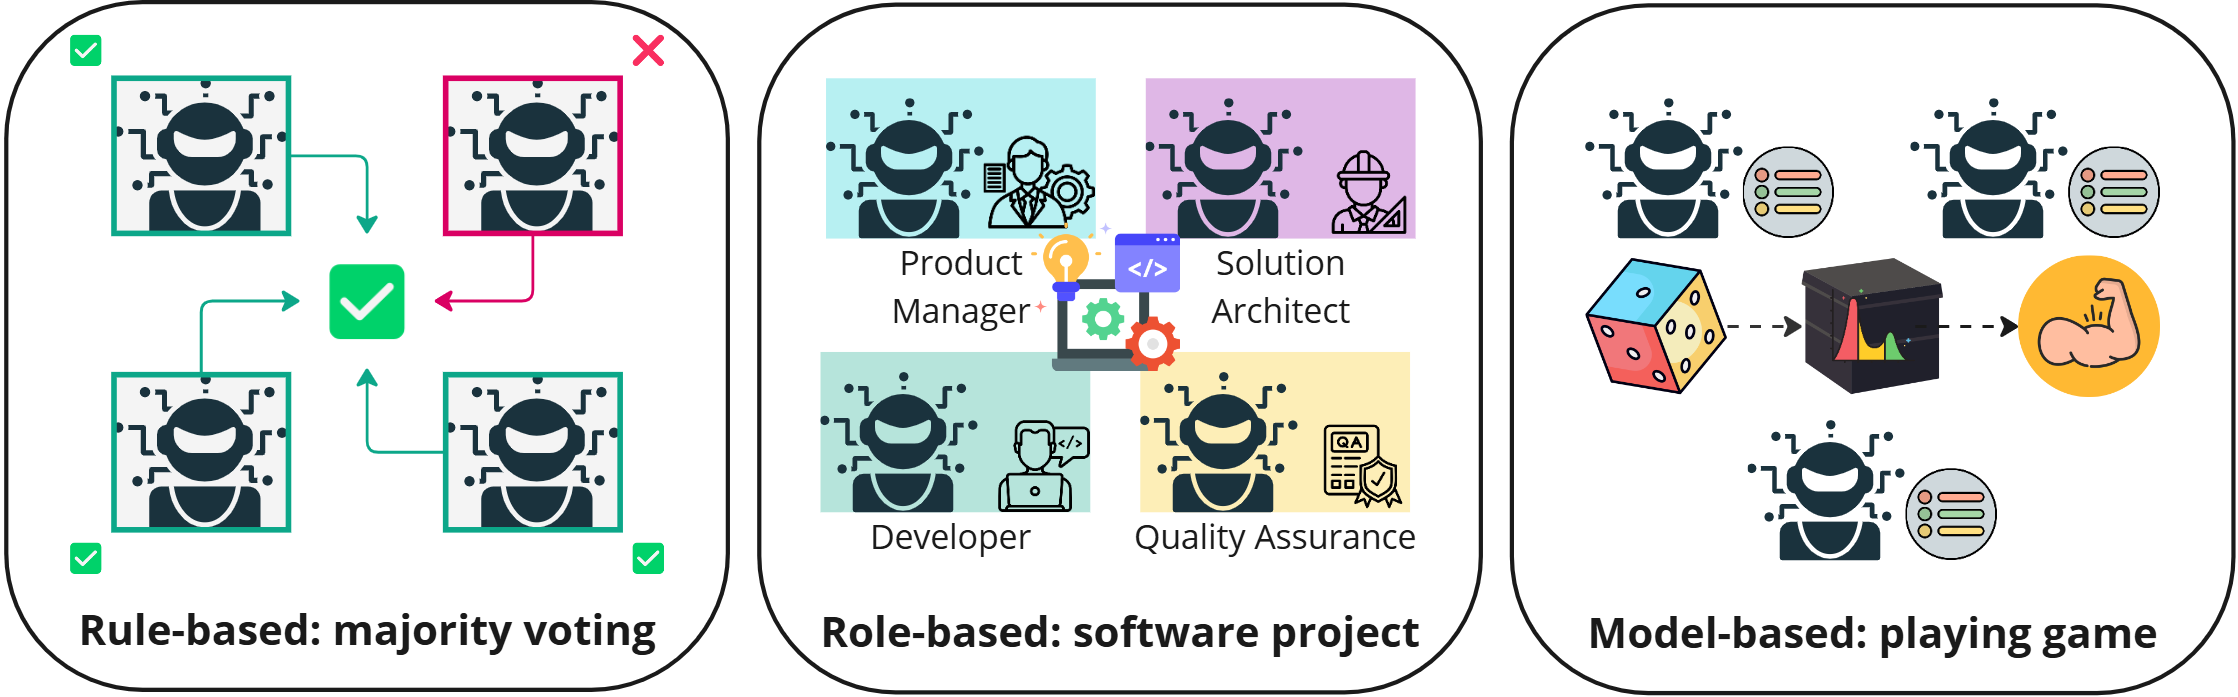 Product
Manager
Solution
Architect
</>
</>
QA
Developer
Quality Assurance
Rule-based: majority voting
Role-based: software project
Model-based: playing game